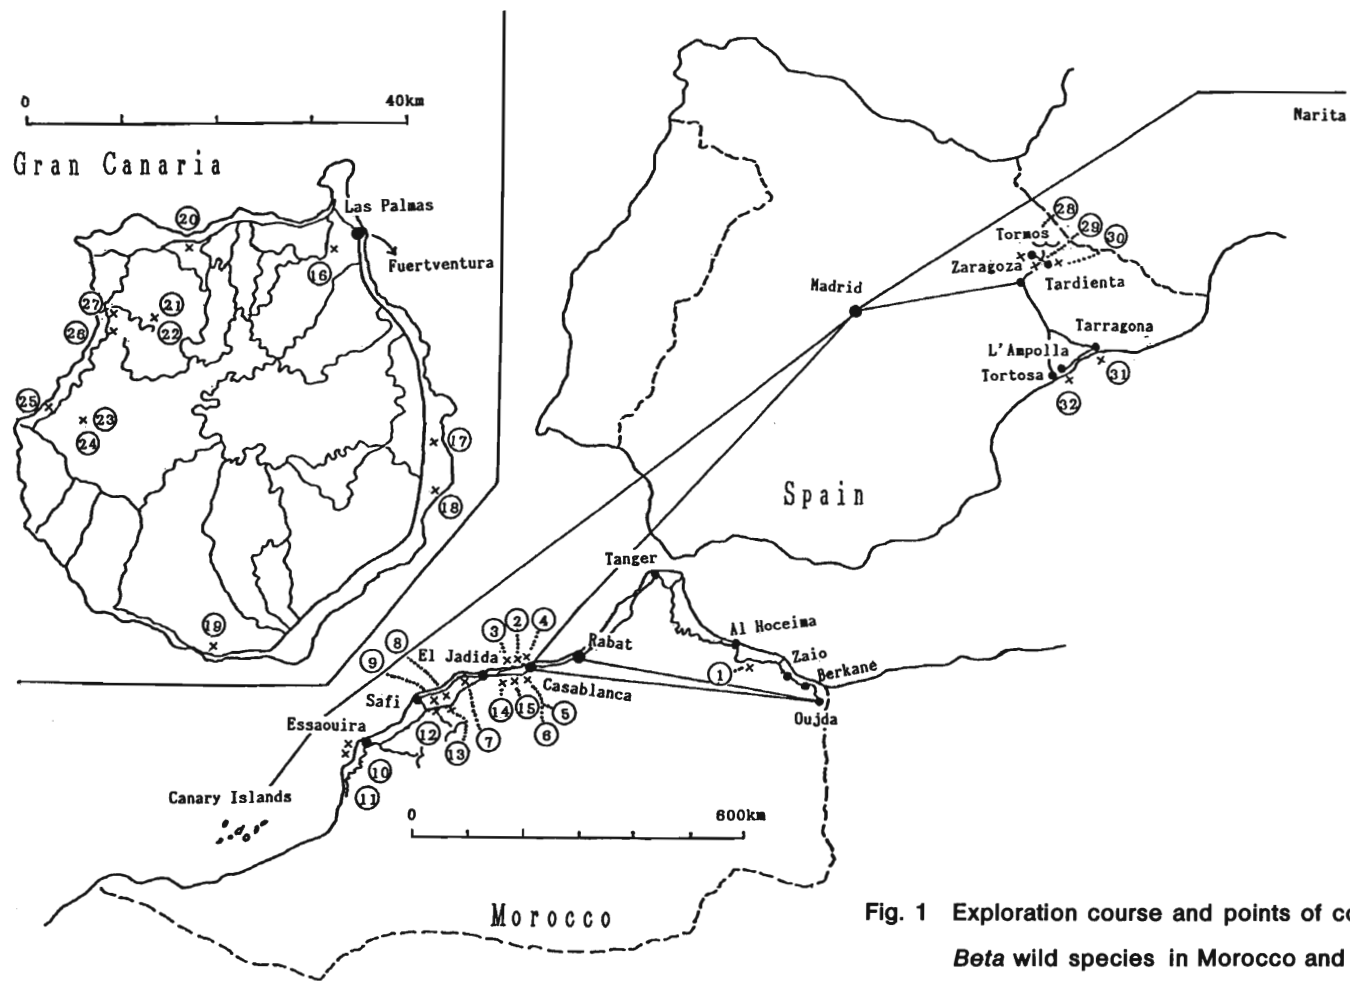 0 40km
Gran Canaria
Narita
Las Palmas
Fuertventura
20
16
27
21
26
22
25
23
24
17
18
19
28
29
30
Tormos
Zaragoza
Tardienta
Madrid
Tarragona
L'Ampolla
Tortosa
31
32
Spain
Tanger
Al Hoceima
Zaio
Berkane
Oujda
1
Rabat
2
3
4
8
9
El Jadida
Casablanca
Safi
14
15
5
6
7
12
13
Essaouira
10
11
Canary Islands
0 600km
Morocco
Fig. 1 Exploration course and points of co
Beta wild species in Morocco and